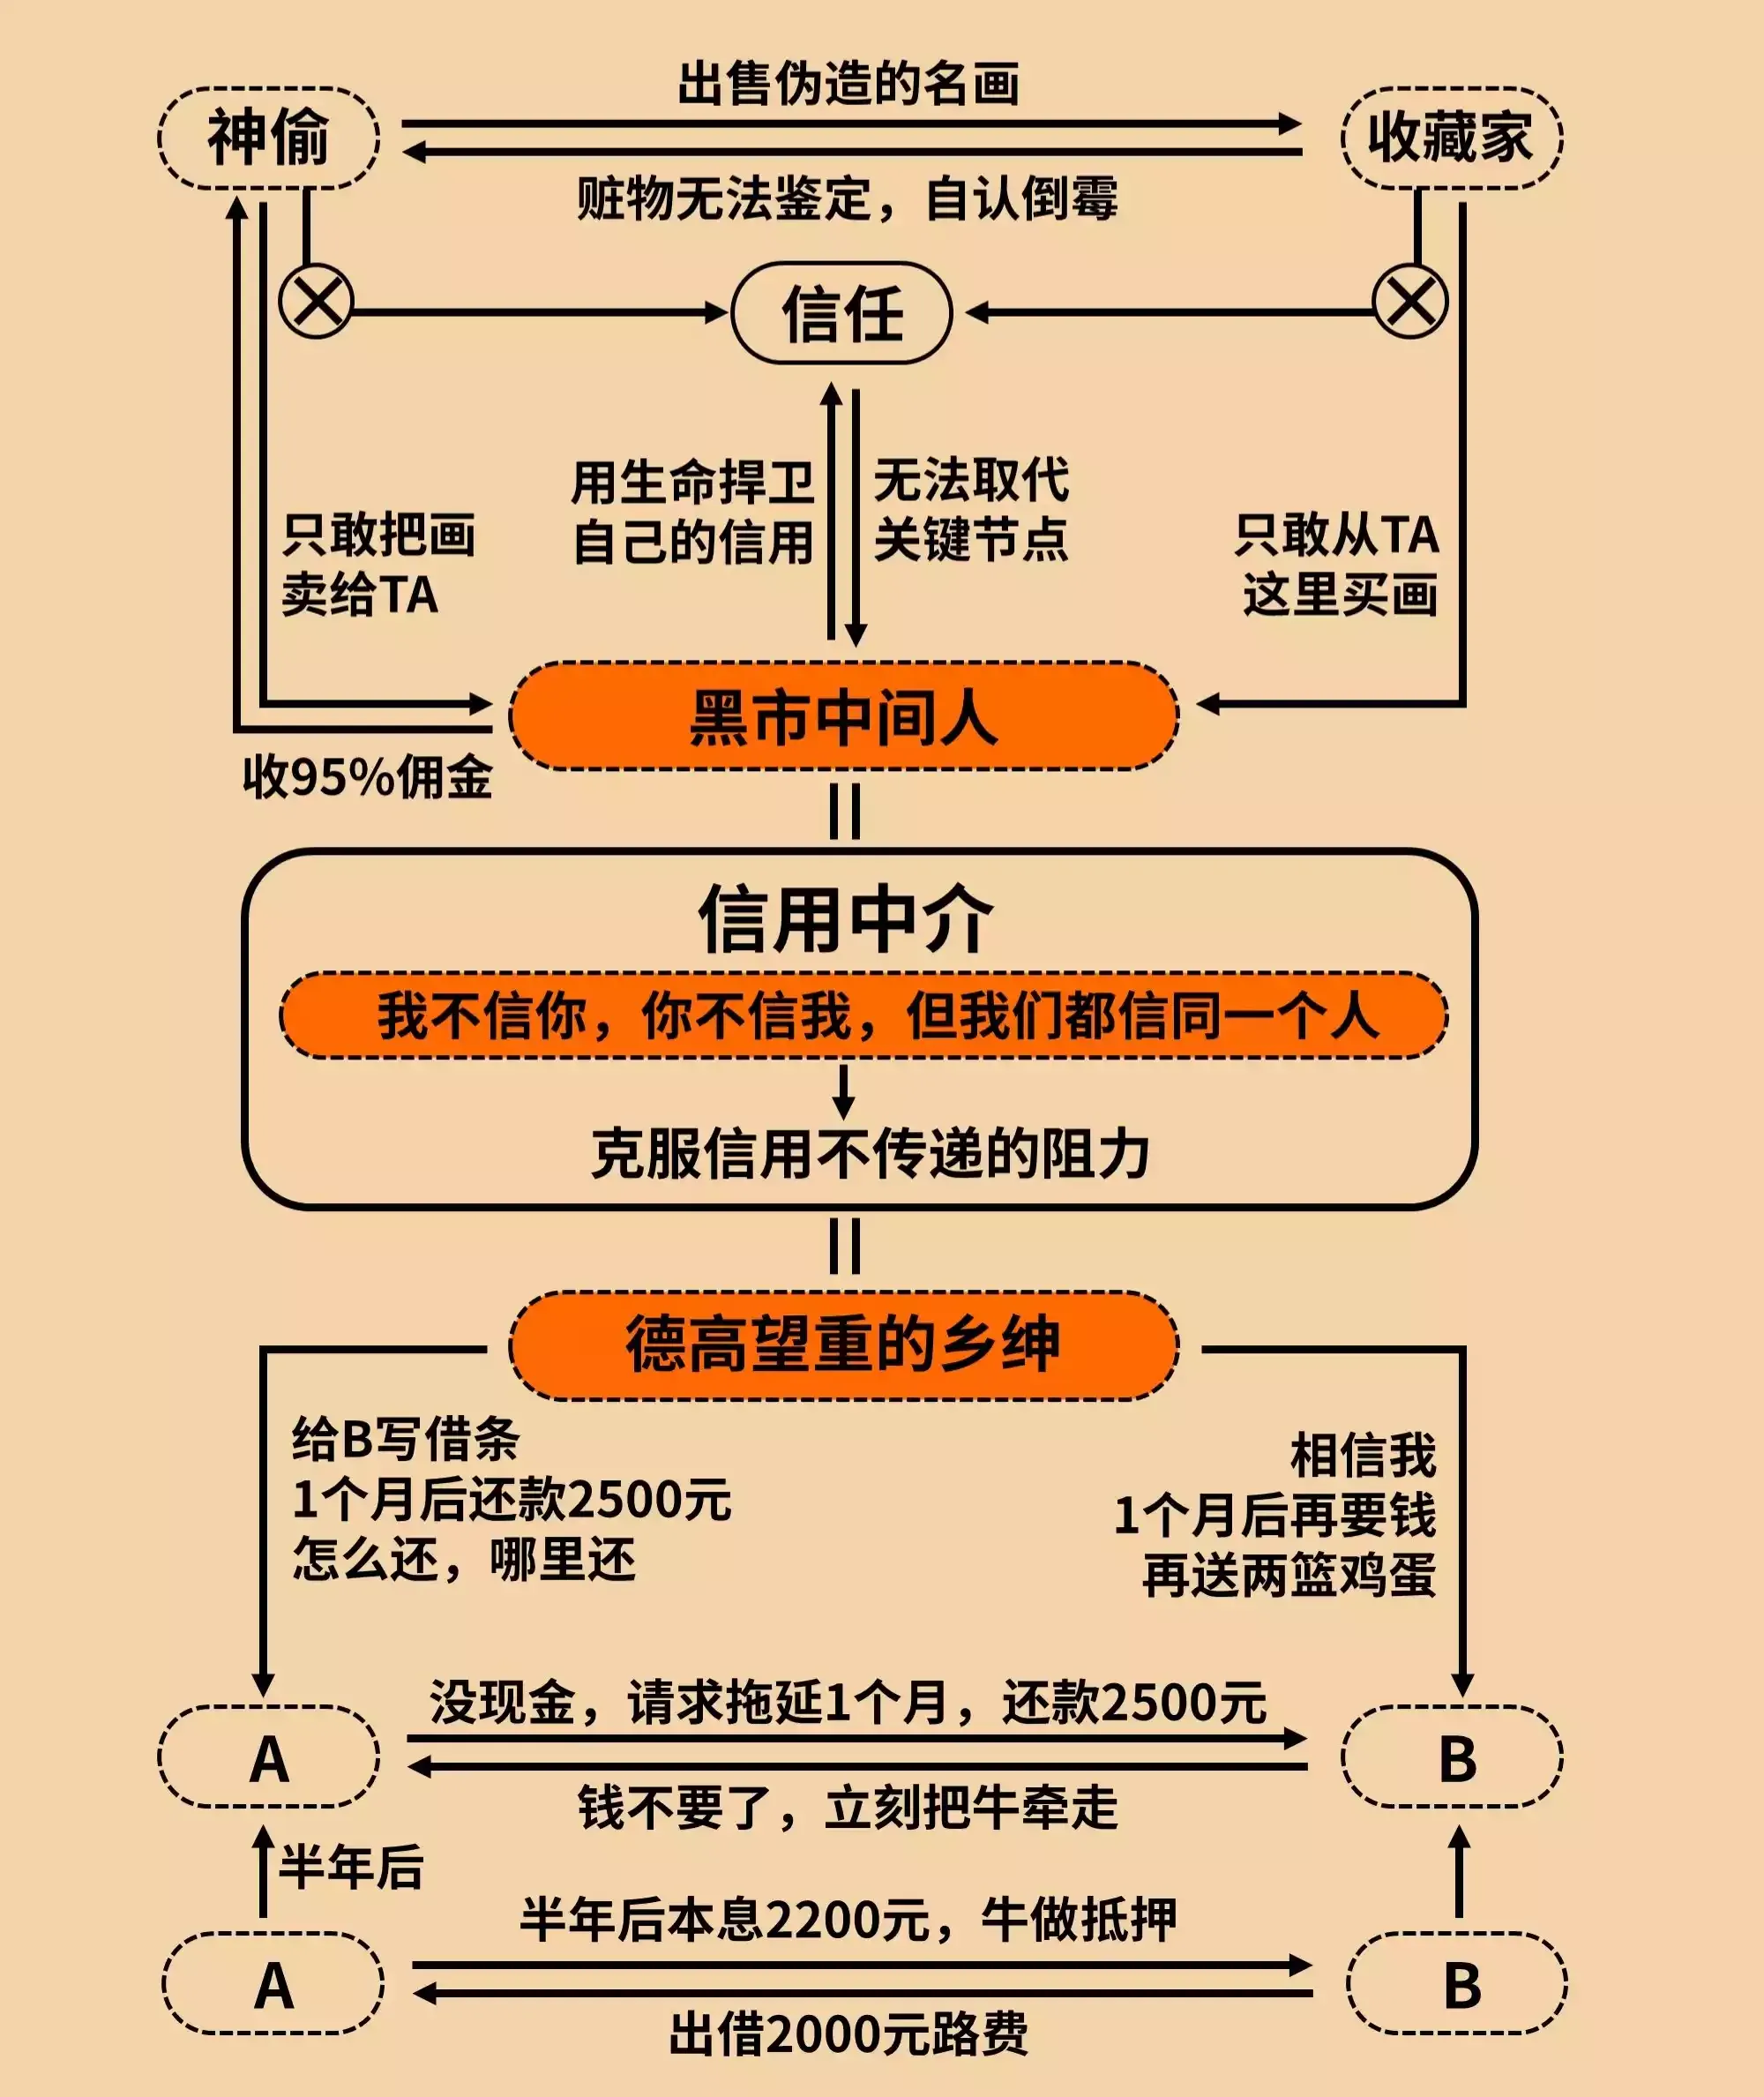 出售伪造的名画
神偷
收藏家
赃物无法鉴定，自认倒霉
信任
用生命捍卫
自己的信用
无法取代
关键节点
只敢把画
卖给TA
只敢从TA
这里买画
黑市中间人
收95%佣金
信用中介
我不信你，你不信我，但我们都信同一个人
克服信用不传递的阻力
德高望重的乡绅
给B写借条
1个月后还款2500元
怎么还，哪里还
相信我
1个月后再要钱
再送两篮鸡蛋
没现金，请求拖延1个月，还款2500元
A
B
钱不要了，立刻把牛牵走
半年后
半年后本息2200元，牛做抵押
A
B
出借2000元路费